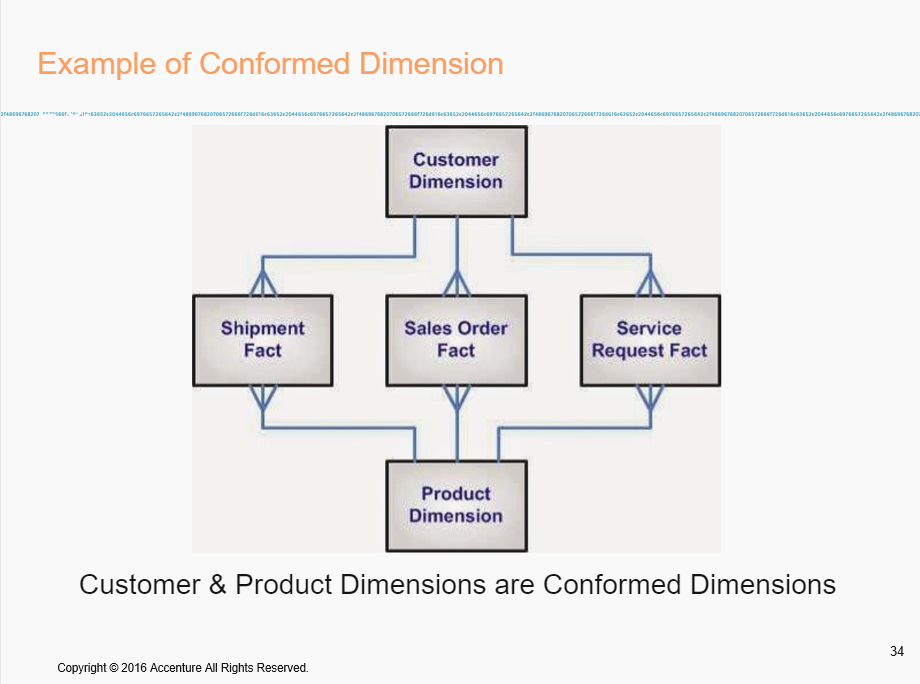 Example of Conformed Dimension
Customer
Dimension
Shipment
Fact
Sales Order
Fact
Service
Request Fact
Product
Dimension
Customer & Product Dimensions are Conformed Dimensions
34
Copyright © 2016 Accenture All Rights Reserved.